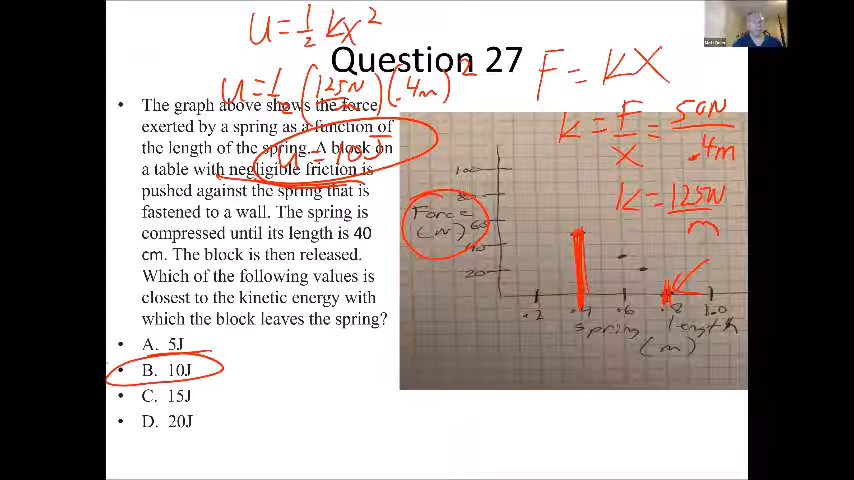 U = 1/2 kx²
Question 27
F = kx
U = 1/2 (125N) (.4m)²
U = 10J
k = F/x = 50N/.4m
k = 125N/m
• The graph above shows the force
exerted by a spring as a function of
the length of the spring. A block on
a table with negligible friction is
pushed against the spring that is
fastened to a wall. The spring is
compressed until its length is 40
cm. The block is then released.
Which of the following values is
closest to the kinetic energy with
which the block leaves the spring?
• A. 5J
• B. 10J
• C. 15J
• D. 20J
100
80
60
40
20
Force
(N)
.2 .4 .6 .8 1.0
spring length
(m)